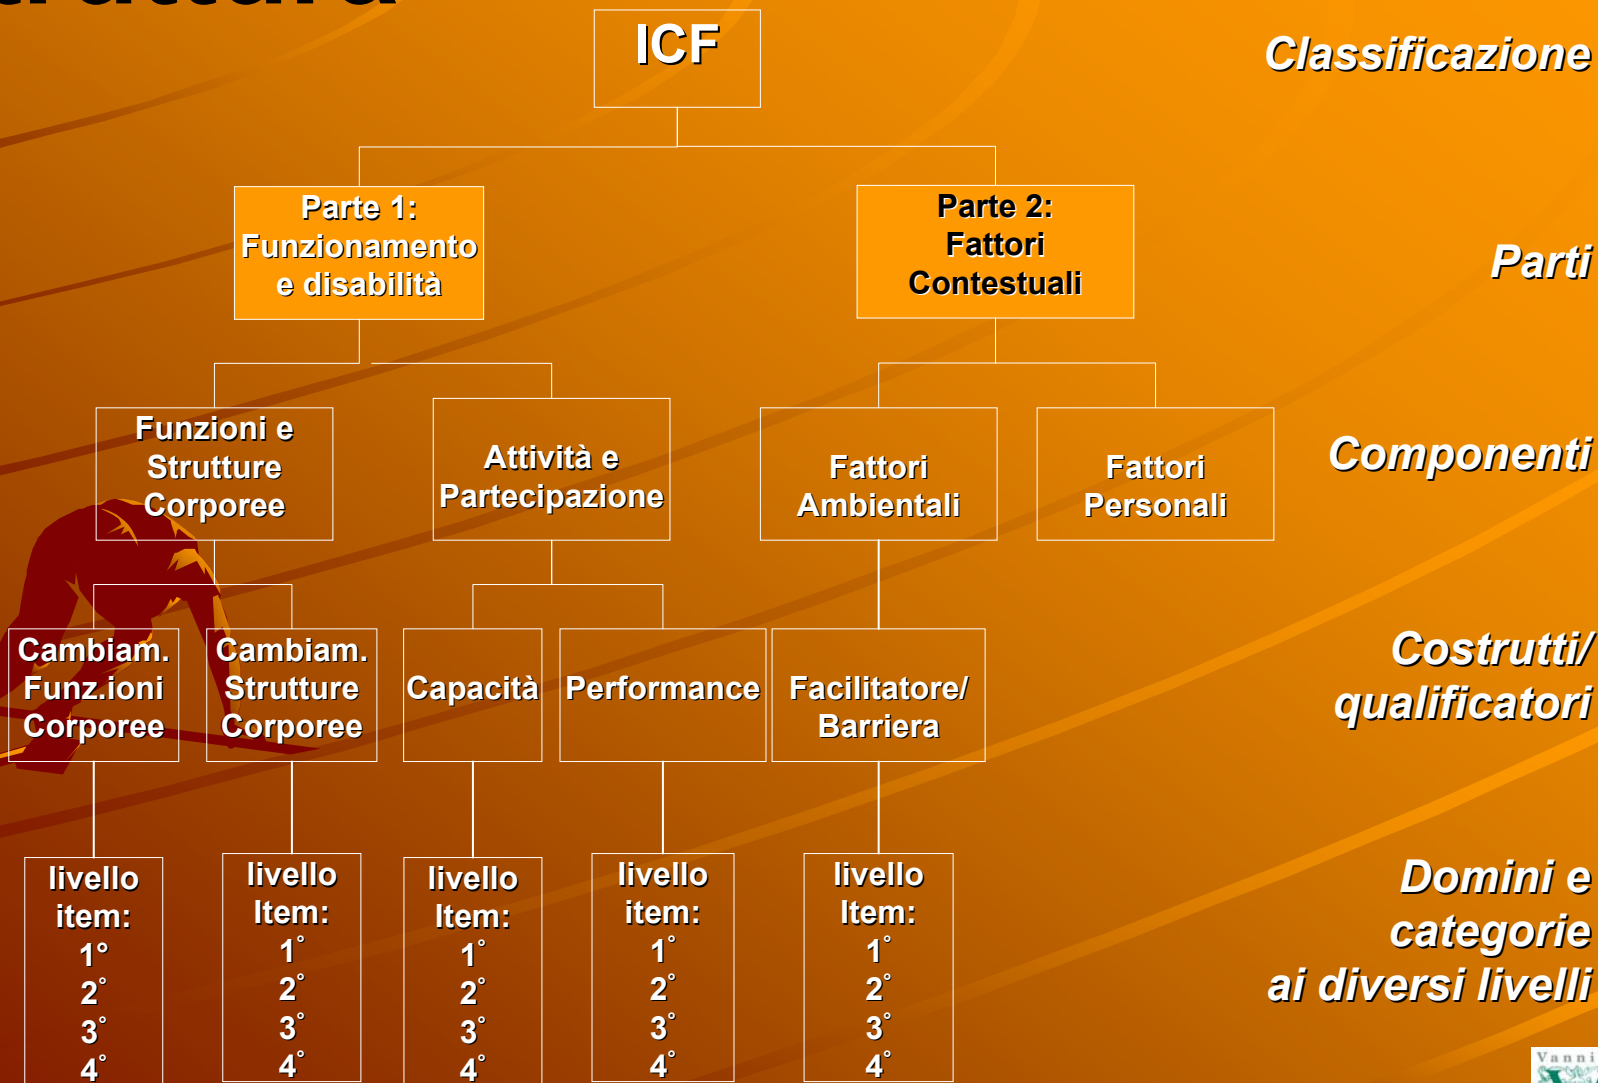 ICF
Classificazione
Parte 1:
Funzionamento
e disabilità
Parte 2:
Fattori
Contestuali
Parti
Funzioni e
Strutture
Corporee
Attività e
Partecipazione
Fattori
Ambientali
Fattori
Personali
Componenti
Cambiam.
Funz.ioni
Corporee
Cambiam.
Strutture
Corporee
Capacità
Performance
Facilitatore/
Barriera
Costrutti/
qualificatori
livello
item:
1°
2°
3°
4°
livello
Item:
1°
2°
3°
4°
livello
Item:
1°
2°
3°
4°
livello
item:
1°
2°
3°
4°
livello
Item:
1°
2°
3°
4°
Domini e
categorie
ai diversi livelli
Vanni